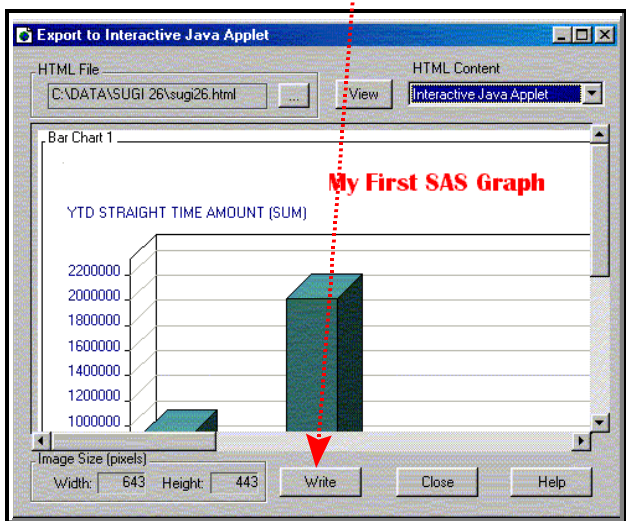 Export to Interactive Java Applet
HTML File
HTML Content
C:\DATA\SUGI 26\sugi26.html
...
View
Interactive Java Applet
Bar Chart 1
My First SAS Graph
YTD STRAIGHT TIME AMOUNT (SUM)
2200000
2000000
1800000
1600000
1400000
1200000
1000000
Image Size (pixels)
Width: 643 Height: 443
Write
Close
Help